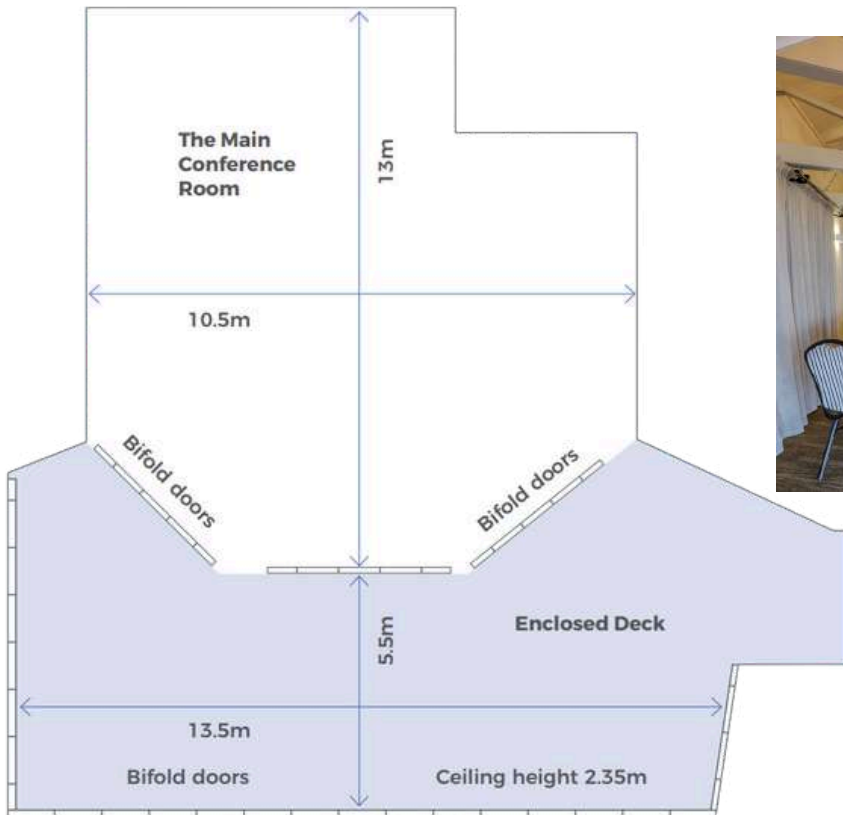 The Main
Conference
Room
13m
10.5m
Bifold doors
Bifold doors
5.5m
Enclosed Deck
13.5m
Bifold doors
Ceiling height 2.35m